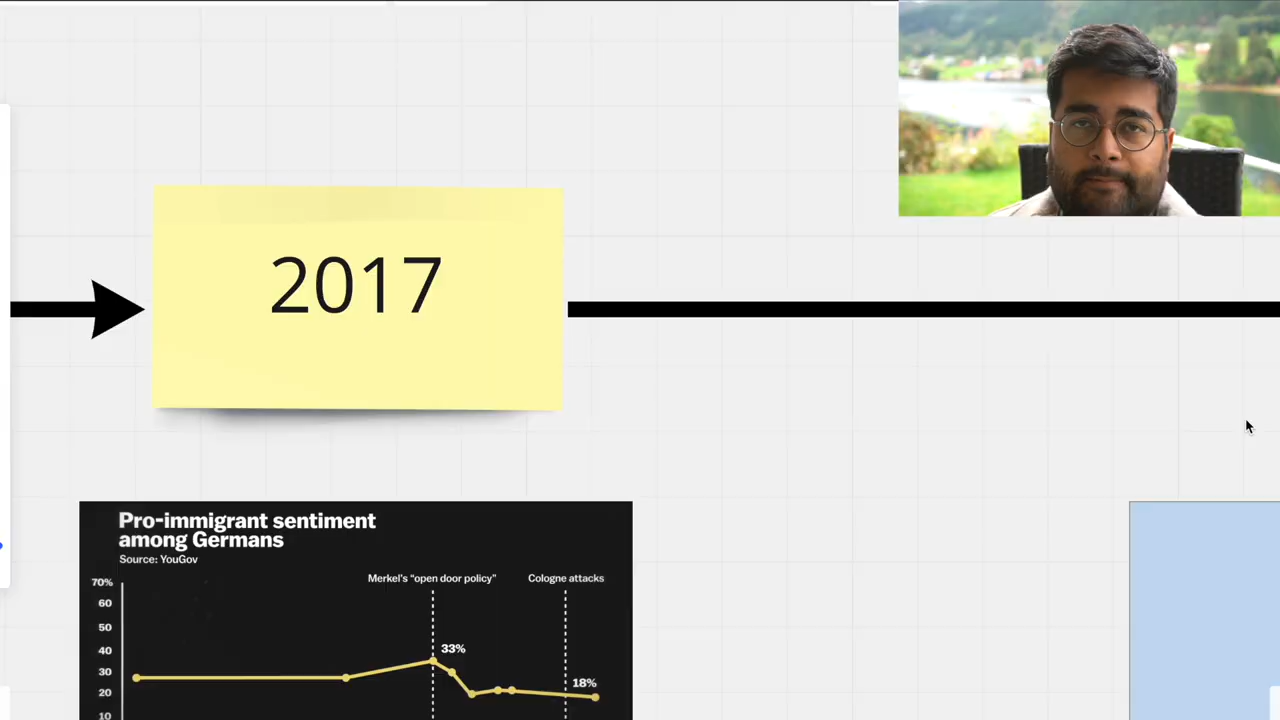 2017
Pro-immigrant sentiment
among Germans
Source: YouGov
Merkel's "open door policy" Cologne attacks
70%
60
50
40
33%
30
18%
20
10